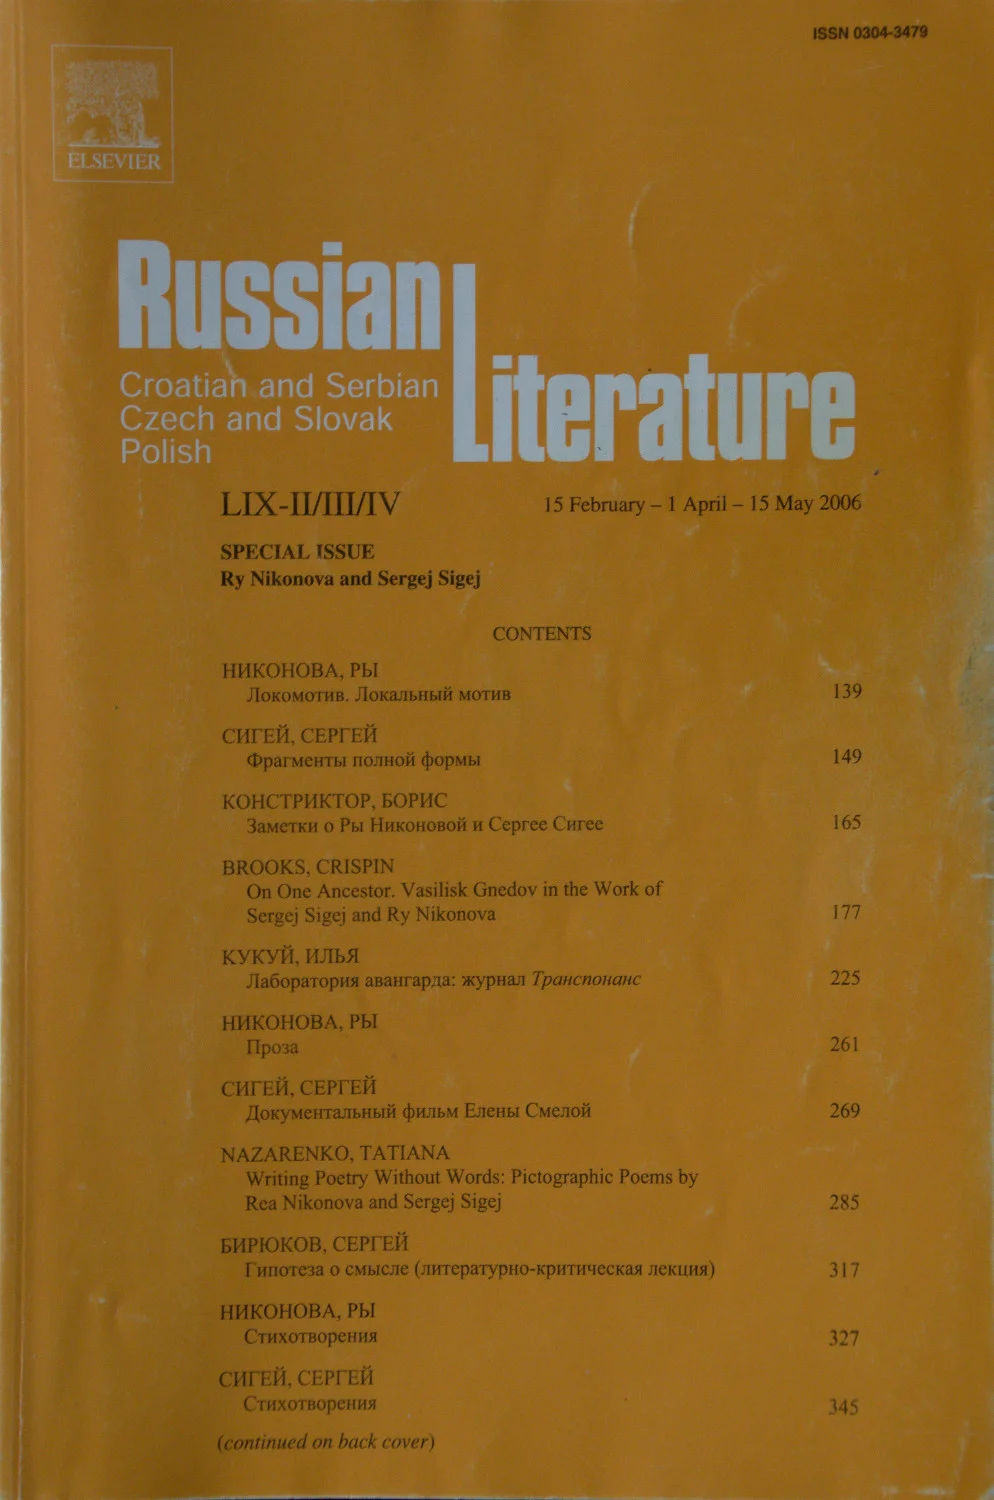 ISSN 0304-3479
ELSEVIER
Russian
Literature
Croatian and Serbian
Czech and Slovak
Polish
LIX-II/III/IV 15 February – 1 April – 15 May 2006
SPECIAL ISSUE
Ry Nikonova and Sergej Sigej
CONTENTS
НИКОНОВА, РЫ
Локомотив. Локальный мотив 139
СИГЕЙ, СЕРГЕЙ
Фрагменты полной формы 149
КОНСТРИКТОР, БОРИС
Заметки о Ры Никоновой и Сергее Сигее 165
BROOKS, CRISPIN
On One Ancestor. Vasilisk Gnedov in the Work of
Sergej Sigej and Ry Nikonova 177
КУКУЙ, ИЛЬЯ
Лаборатория авангарда: журнал Транспонанс 225
НИКОНОВА, РЫ
Проза 261
СИГЕЙ, СЕРГЕЙ
Документальный фильм Елены Смелой 269
NAZARENKO, TATIANA
Writing Poetry Without Words: Pictographic Poems by
Rea Nikonova and Sergej Sigej 285
БИРЮКОВ, СЕРГЕЙ
Гипотеза о смысле (литературно-критическая лекция) 317
НИКОНОВА, РЫ
Стихотворения 327
СИГЕЙ, СЕРГЕЙ
Стихотворения 345
(continued on back cover)